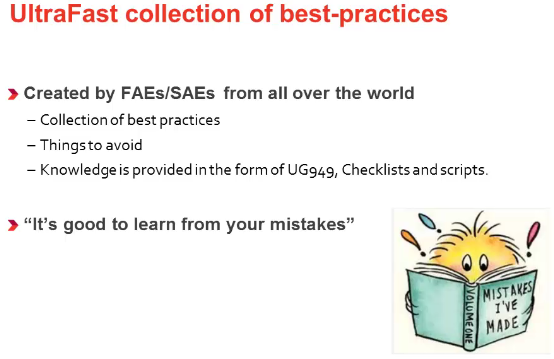 UltraFast collection of best-practices
Created by FAEs/SAEs from all over the world
– Collection of best practices
– Things to avoid
– Knowledge is provided in the form of UG949, Checklists and scripts.
“It’s good to learn from your mistakes”
VOLUME ONE
MISTAKES
I'VE
MADE